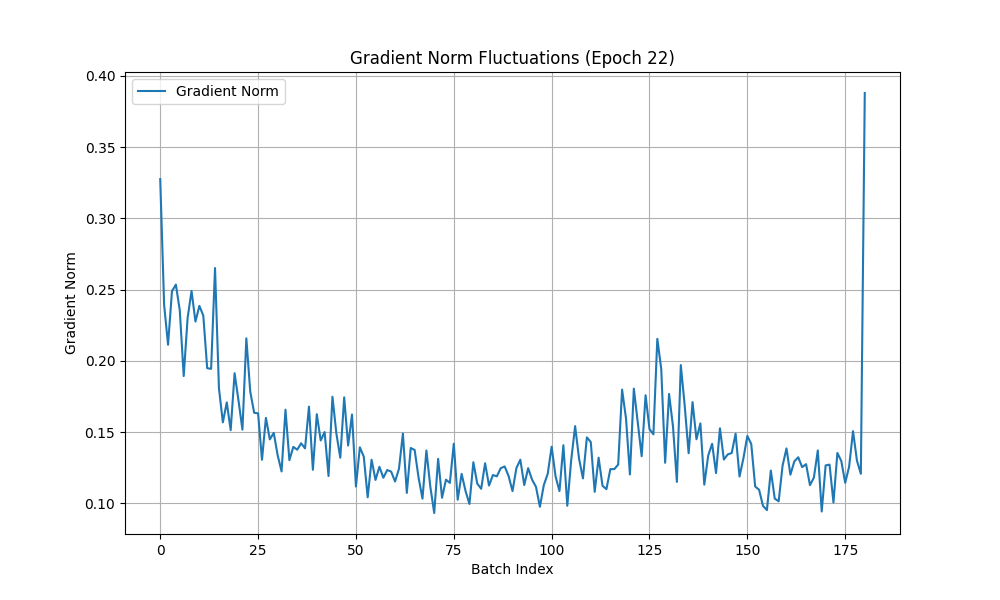 Gradient Norm Fluctuations (Epoch 22)
Gradient Norm
0.40
0.35
0.30
0.25
0.20
0.15
0.10
Gradient Norm
0 25 50 75 100 125 150 175
Batch Index